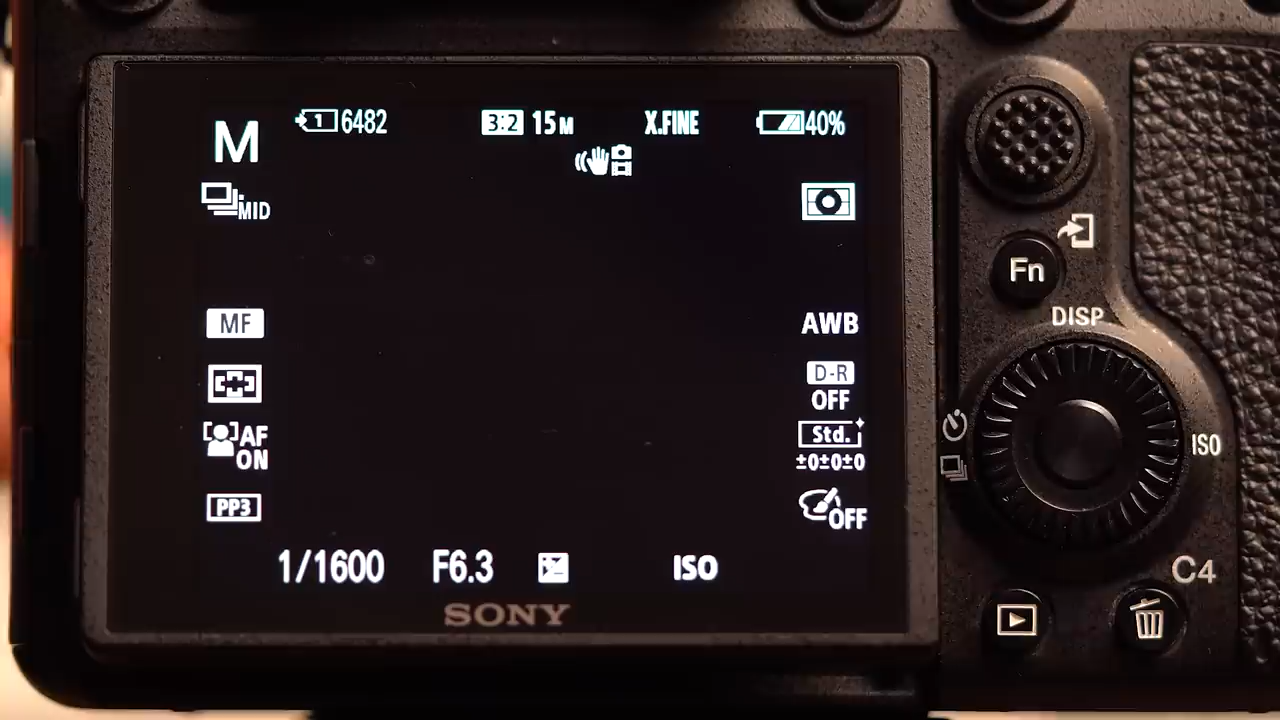 M 1 6482 3:2 15M X.FINE 40%
MID
MF
AWB
D-R
OFF
AF
ON
Std.
±0±0±0
PP3
OFF
1/1600 F6.3 ISO
SONY
Fn
DISP
ISO
C4